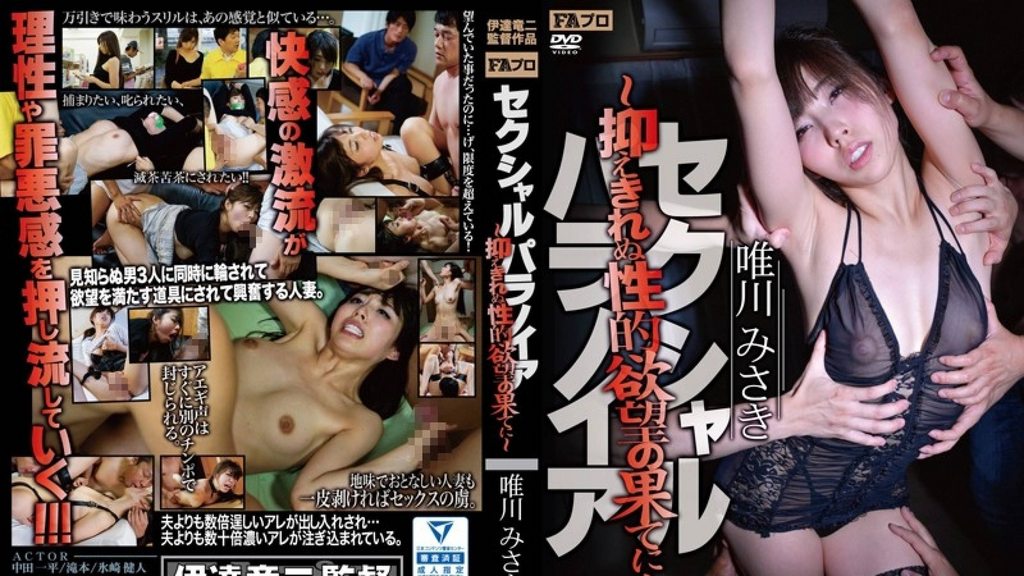 万引きで味わうスリルは、あの感覚と似ている…。
捕まりたい、叱られたい、
滅茶苦茶にされたい!!
快感の激流が
理性や罪悪感を押し流していく!!!
望んでいた事だったのに…げ、限度を超えている!
見知らぬ男3人に同時に輪されて
欲望を満たす道具にされて興奮する人妻。
アエギ声は
すぐに別のチンポで
封じられる。
地味でおとなしい人妻も
一皮剥ければセックスの虜。
夫よりも数倍逞しいアレが出し入れされ…
夫よりも数十倍濃いアレが注ぎ込まれている。
ACTOR
中田一平/滝本/氷崎健人
伊達竜二監督
審査済証
成人指定
伊達竜二
監督作品
FAプロ
セクシャルパラノイア
~抑えきれぬ性的欲望の果てに~
唯川みさき
FAプロ
DVD
VIDEO
セクシャル
パラノイア
~抑えきれぬ性的欲望の果てに~
唯川みさき